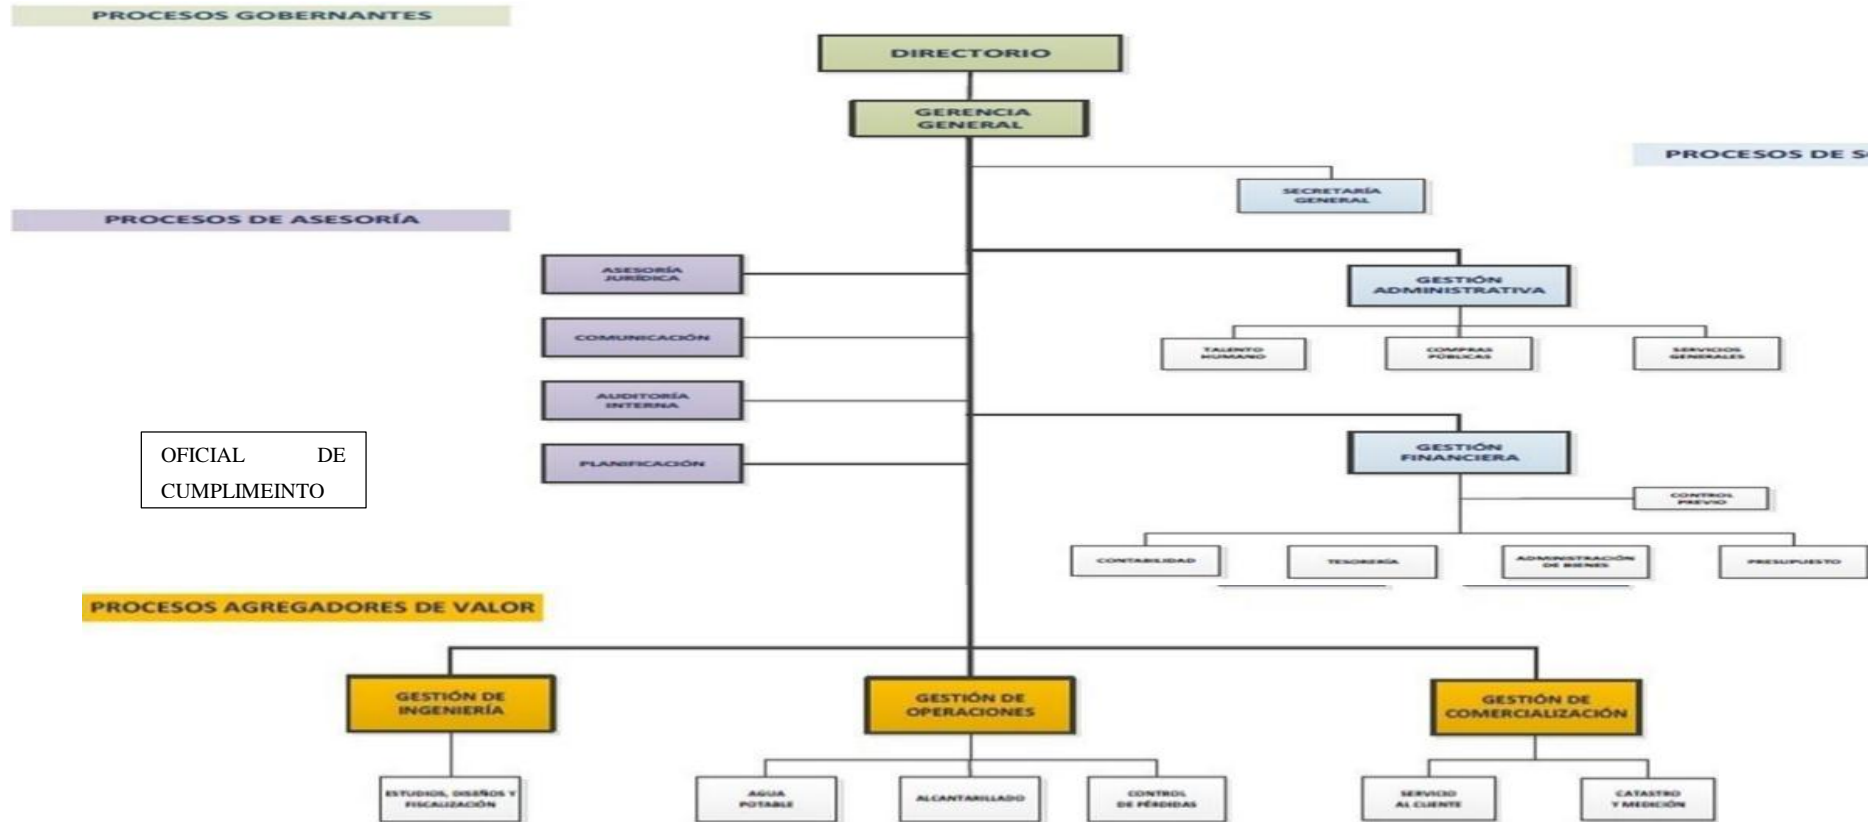 PROCESOS GOBERNANTES
DIRECTORIO
GERENCIA
GENERAL
PROCESOS DE S
SECRETARÍA
GENERAL
PROCESOS DE ASESORÍA
ASESORÍA
JURÍDICA
GESTIÓN
ADMINISTRATIVA
COMUNICACIÓN
TALENTO
HUMANO
COMPRAS
PÚBLICAS
SERVICIOS
GENERALES
AUDITORÍA
INTERNA
OFICIAL DE
CUMPLIMEINTO
PLANIFICACIÓN
GESTIÓN
FINANCIERA
CONTROL
PREVIO
CONTABILIDAD
TESORERÍA
ADMINISTRACIÓN
DE BIENES
PRESUPUESTO
PROCESOS AGREGADORES DE VALOR
GESTIÓN DE
INGENIERÍA
GESTIÓN DE
OPERACIONES
GESTIÓN DE
COMERCIALIZACIÓN
ESTUDIOS, DISEÑOS Y
FISCALIZACIÓN
AGUA
POTABLE
ALCANTARILLADO
CONTROL
DE PÉRDIDAS
SERVICIO
AL CLIENTE
CATASTRO
Y MEDICIÓN